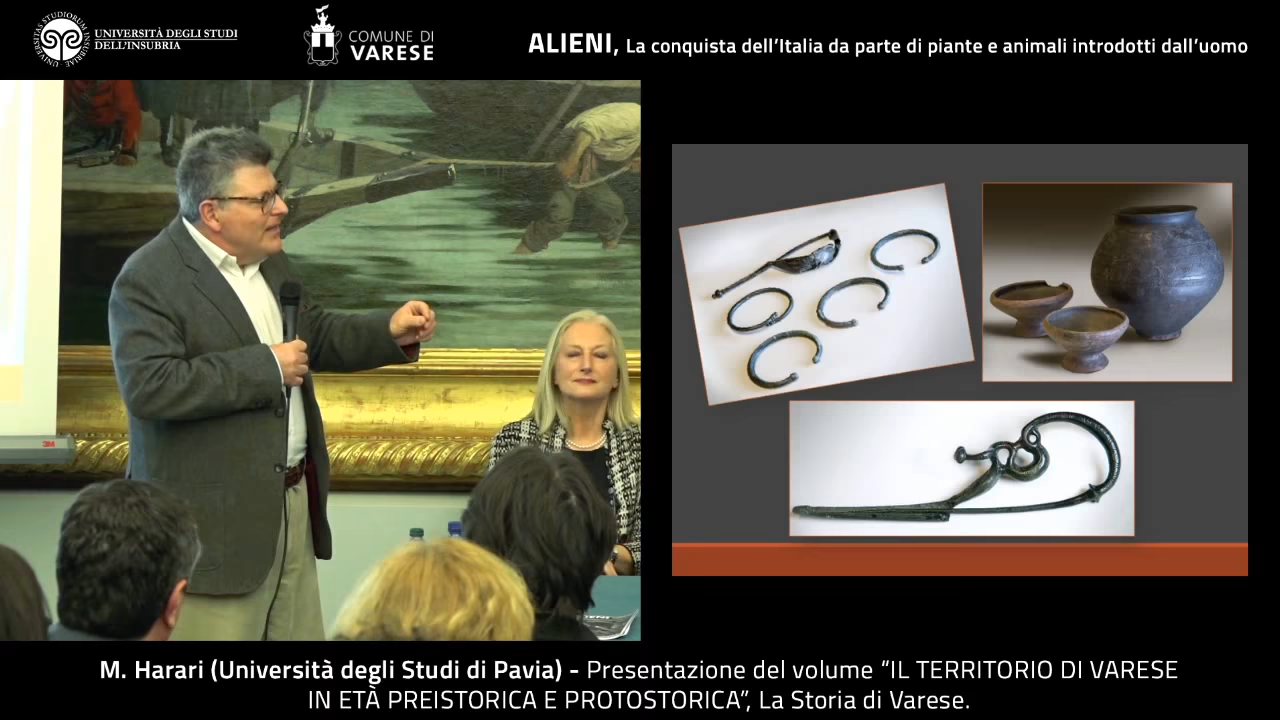 UNIVERSITÀ DEGLI STUDI
DELL'INSUBRIA
COMUNE DI
VARESE
ALIENI, La conquista dell'Italia da parte di piante e animali introdotti dall'uomo
3M
M. Harari (Università degli Studi di Pavia) - Presentazione del volume "IL TERRITORIO DI VARESE
IN ETÀ PREISTORICA E PROTOSTORICA", La Storia di Varese.